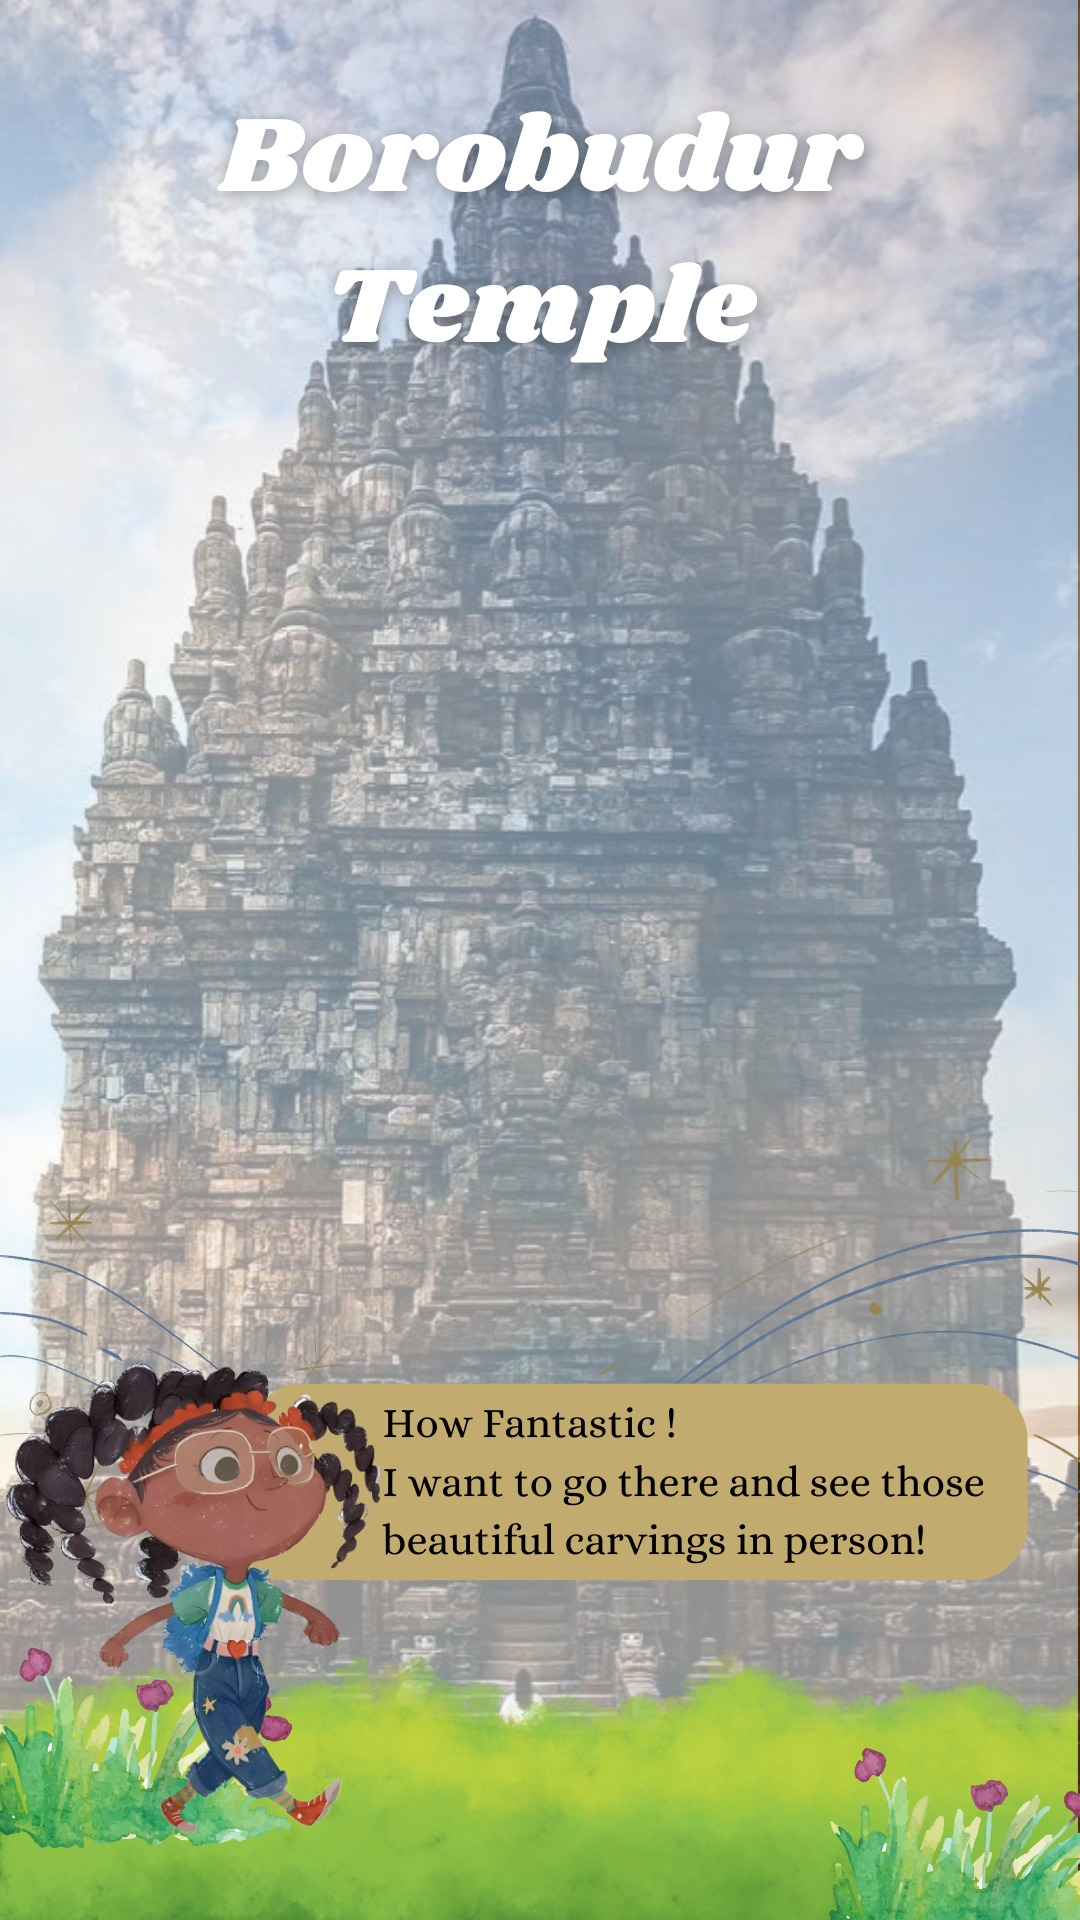 Borobudur
Temple
How Fantastic !
I want to go there and see those
beautiful carvings in person!